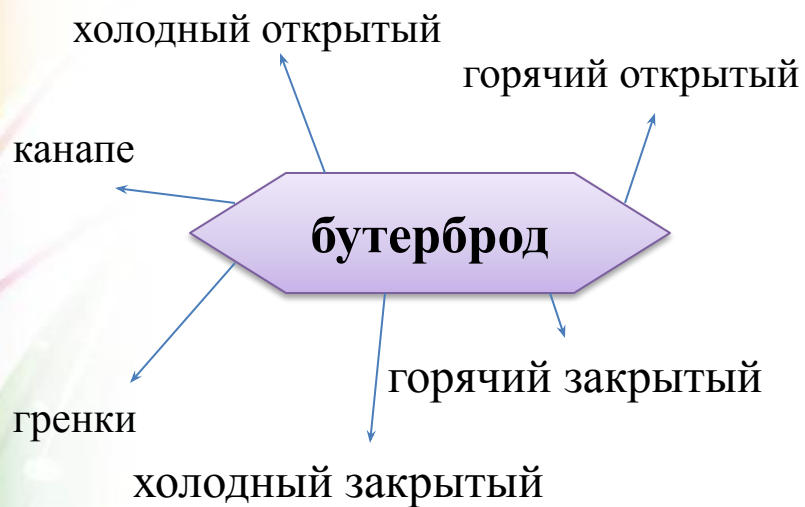 холодный открытый
горячий открытый
канапе
бутерброд
горячий закрытый
гренки
холодный закрытый